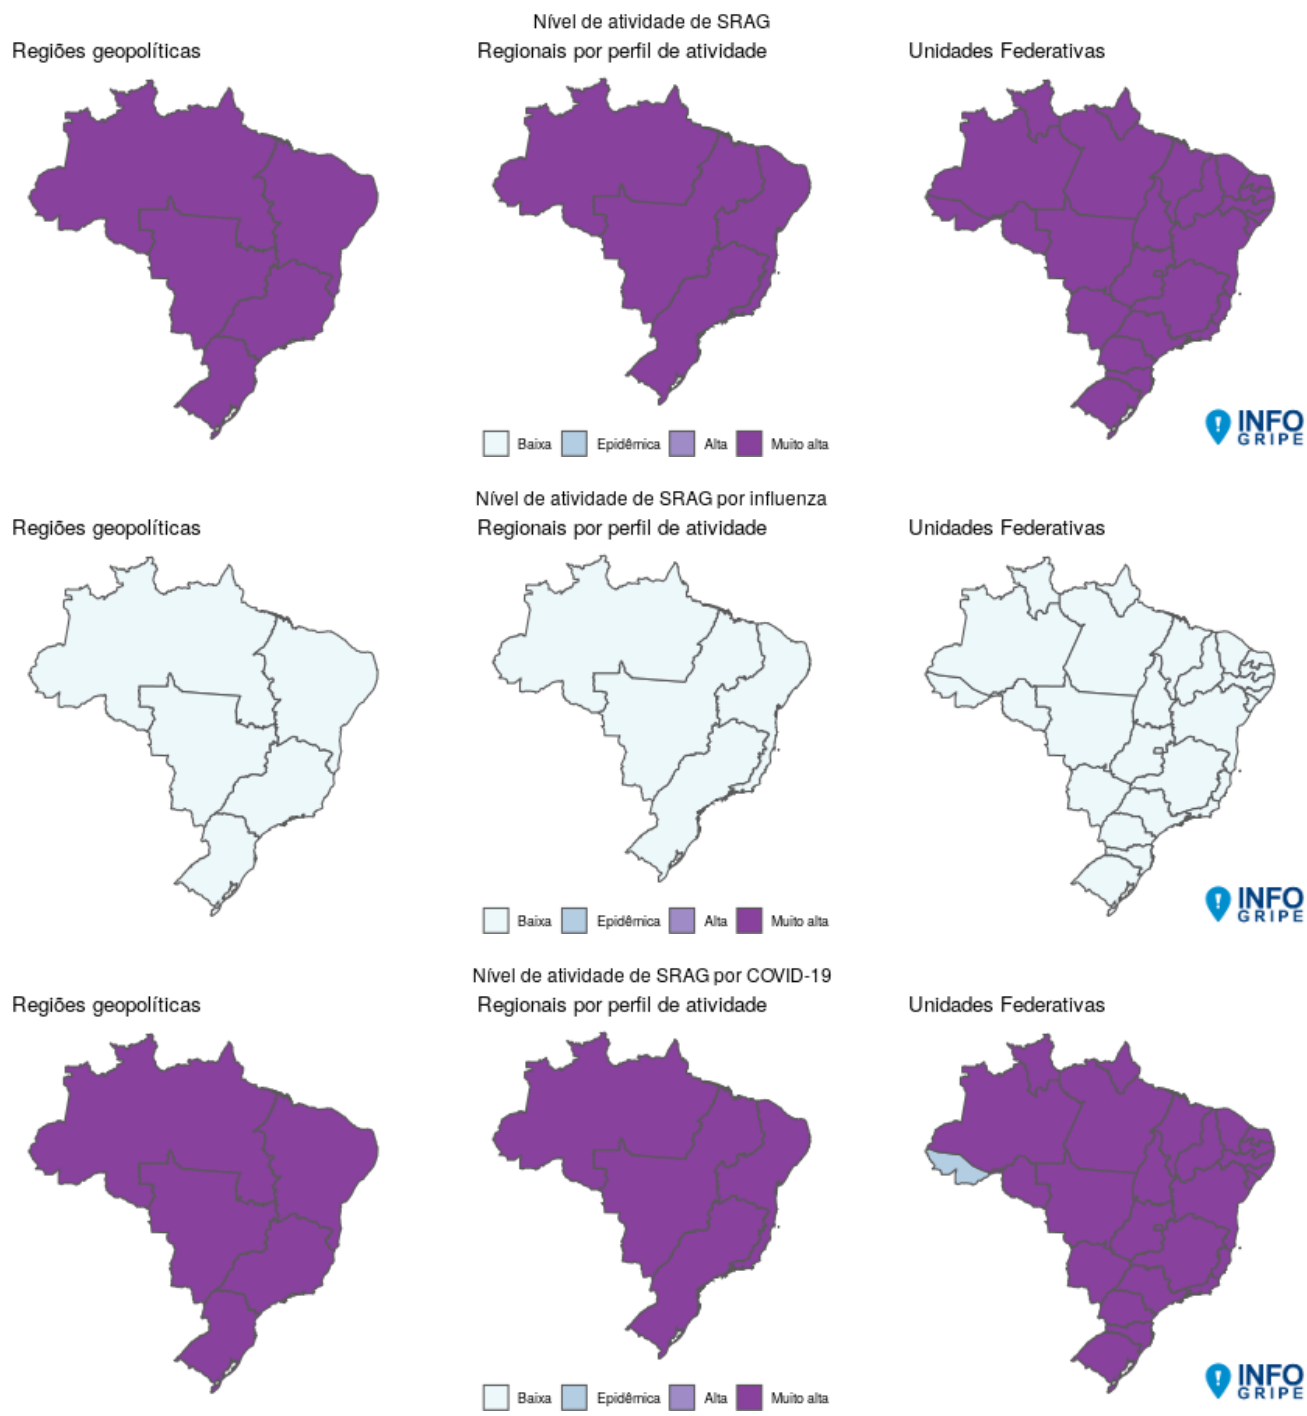 Nível de atividade de SRAG
Regiões geopolíticas
Regionais por perfil de atividade
Unidades Federativas
Baixa
Epidêmica
Alta
Muito alta
INFO
GRIPE
Nível de atividade de SRAG por influenza
Regiões geopolíticas
Regionais por perfil de atividade
Unidades Federativas
Baixa
Epidêmica
Alta
Muito alta
INFO
GRIPE
Nível de atividade de SRAG por COVID-19
Regiões geopolíticas
Regionais por perfil de atividade
Unidades Federativas
Baixa
Epidêmica
Alta
Muito alta
INFO
GRIPE